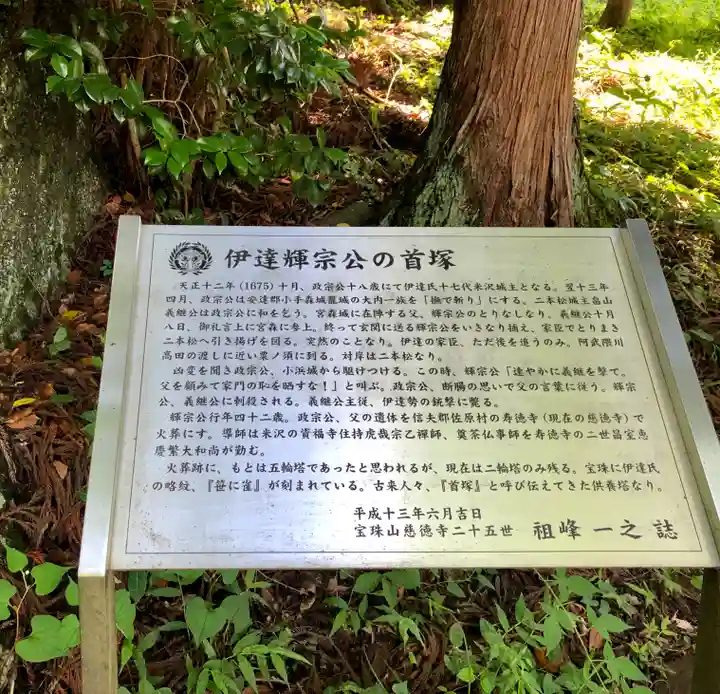 伊達輝宗公の首塚
天正十二年（1675）十月、政宗公十八歳にて伊達氏十七代米沢城主となる。翌十三年
四月、政宗公は安達郡小手森城籠城の大内一族を「撫で斬り」にする。二本松城主畠山
義継公は政宗公に和を乞う。宮森城に在陣する父、輝宗公のとりなしなり。義継公十月
八日、御礼言上に宮森に参上。終って玄関に送る輝宗公をいきなり捕え、家臣でとりまき
二本松へ引き揚げを図る。突然のことなり。伊達の家臣、ただ後を追うのみ。阿武隈川
高田の渡しに近い粟ノ須に到る。対岸は二本松なり。
凶変を聞き政宗公、小浜城から駆けつける。この時、輝宗公「速やかに義継を撃て。
父を顧みて家門の恥を晒すな！」と叫ぶ。政宗公、断腸の思いで父の言葉に従う。輝宗
公、義継公に刺殺される。義継公主従、伊達勢の銃撃に斃る。
輝宗公行年四十二歳。政宗公、父の遺体を信夫郡佐原村の寿徳寺（現在の慈徳寺）で
火葬にす。導師は米沢の資福寺住持虎哉宗乙禅師、奠茶仏事師を寿徳寺の二世昌室恵
慶繁大和尚が勤む。
火葬跡に、もとは五輪塔であったと思われるが、現在は二輪塔のみ残る。宝珠に伊達氏
の略紋、『笹に雀』が刻まれている。古来人々、『首塚』と呼び伝えてきた供養塔なり。
平成十三年六月吉日
宝珠山慈徳寺二十五世 祖峰 一之 誌